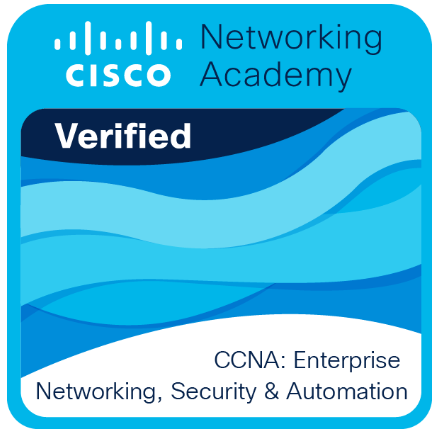 Networking
CISCO Academy
Verified
CCNA: Enterprise
Networking, Security & Automation